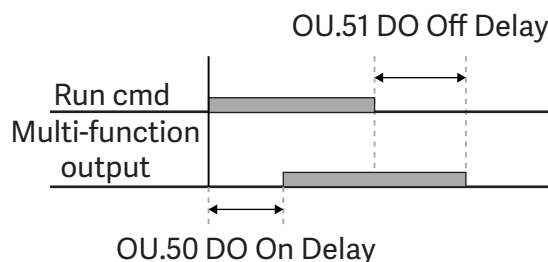 OU.51 DO Off Delay
Run cmd
Multi-function
output
OU.50 DO On Delay